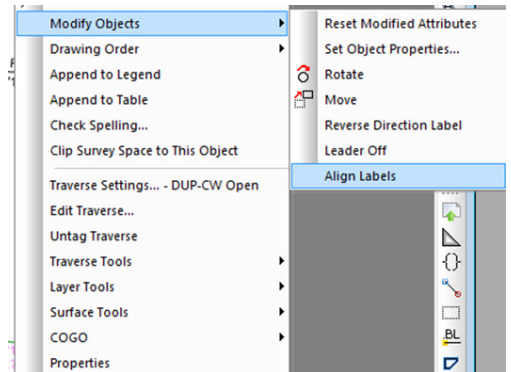 Modify Objects
Drawing Order
Append to Legend
Append to Table
Check Spelling...
Clip Survey Space to This Object
Traverse Settings... - DUP-CW Open
Edit Traverse...
Untag Traverse
Traverse Tools
Layer Tools
Surface Tools
COGO
Properties
Reset Modified Attributes
Set Object Properties...
Rotate
Move
Reverse Direction Label
Leader Off
Align Labels
BL